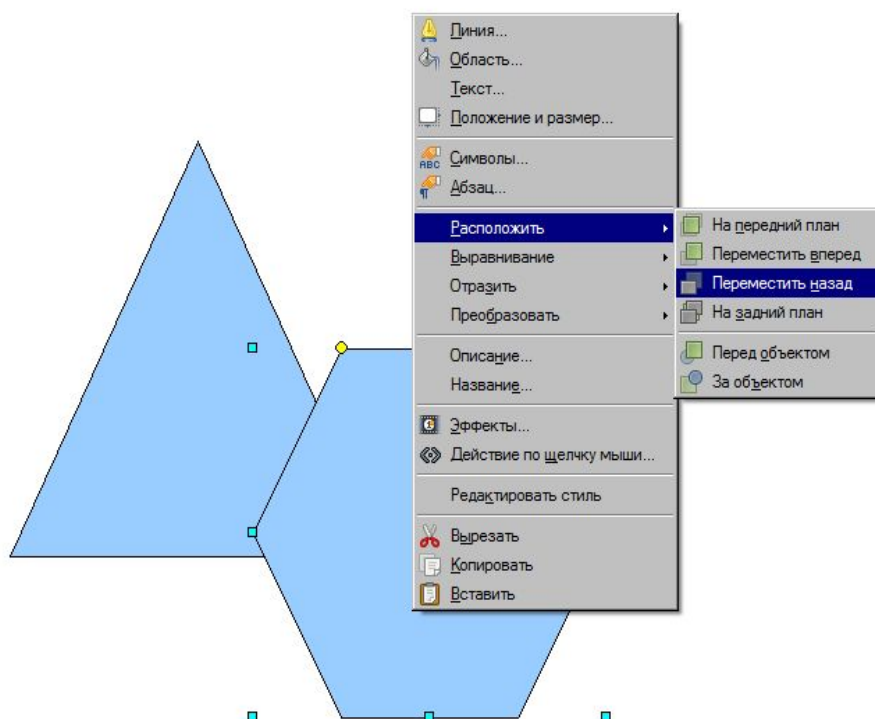 Линия...
Область...
Текст...
Положение и размер...
ABC
Символы...
Абзац...
Расположить
Выравнивание
Отразить
Преобразовать
Описание...
Название...
Эффекты...
Действие по щелчку мыши...
Редактировать стиль
Вырезать
Копировать
Вставить
На передний план
Переместить вперед
Переместить назад
На задний план
Перед объектом
За объектом